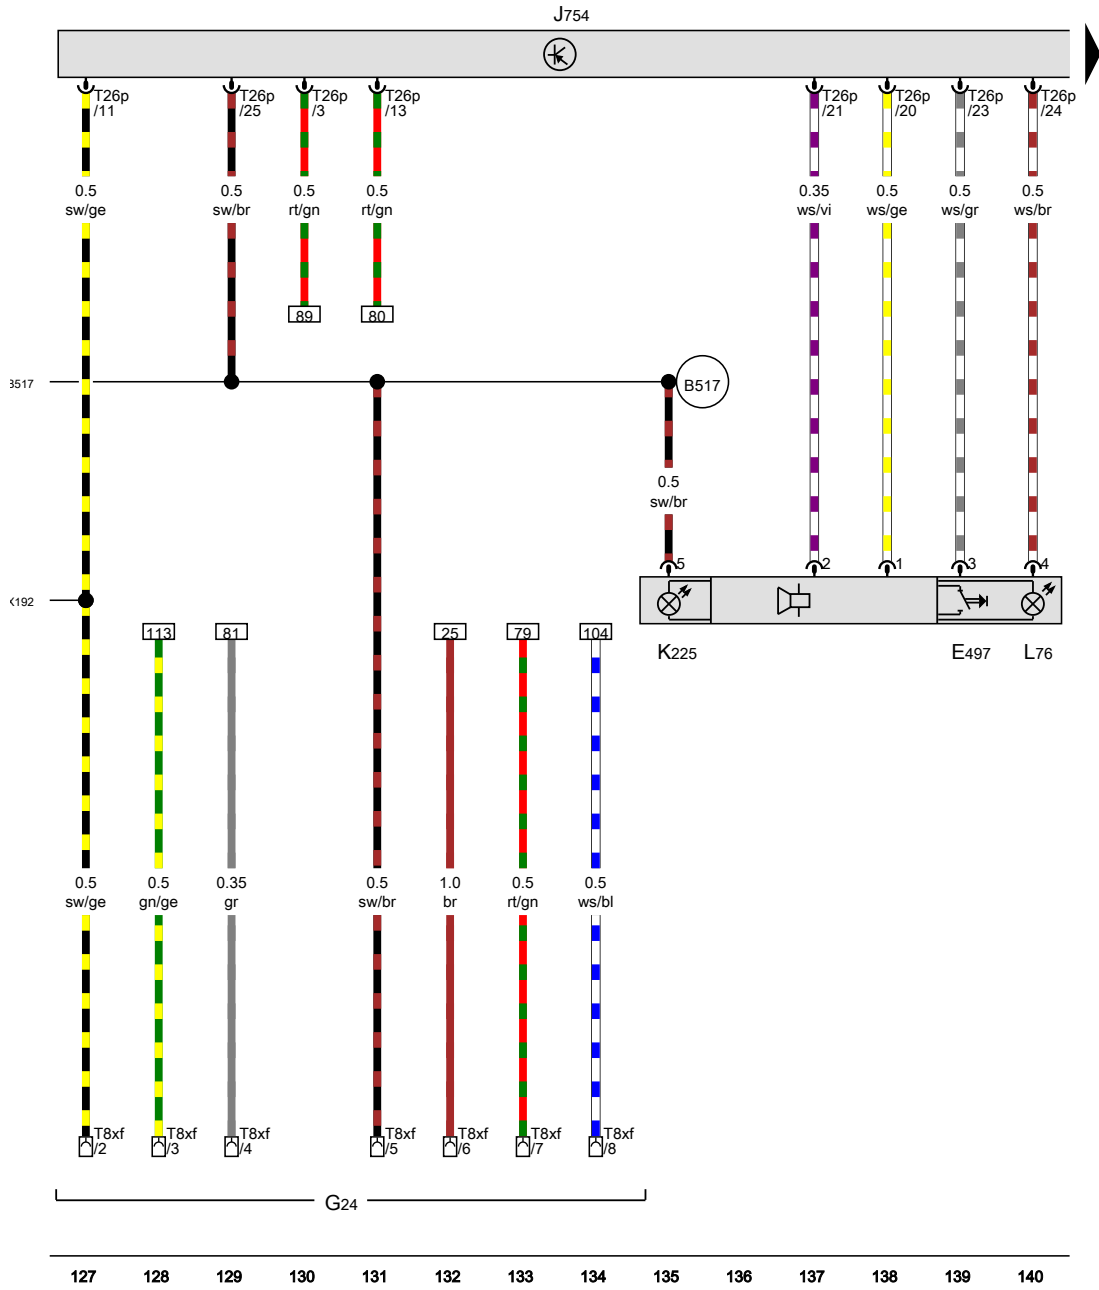 J754
T26p
/11
T26p
/25
T26p
/3
T26p
/13
T26p
/21
T26p
/20
T26p
/23
T26p
/24
0.5
sw/ge
0.5
sw/br
0.5
rt/gn
0.5
rt/gn
0.35
ws/vi
0.5
ws/ge
0.5
ws/gr
0.5
ws/br
89
80
B517
0.5
sw/br
5
2
1
3
4
K225
E497
L76
113
81
25
79
104
0.5
sw/ge
0.5
gn/ge
0.35
gr
0.5
sw/br
1.0
br
0.5
rt/gn
0.5
ws/bl
T8xf
/2
T8xf
/3
T8xf
/4
T8xf
/5
T8xf
/6
T8xf
/7
T8xf
/8
G24
127 128 129 130 131 132 133 134 135 136 137 138 139 140